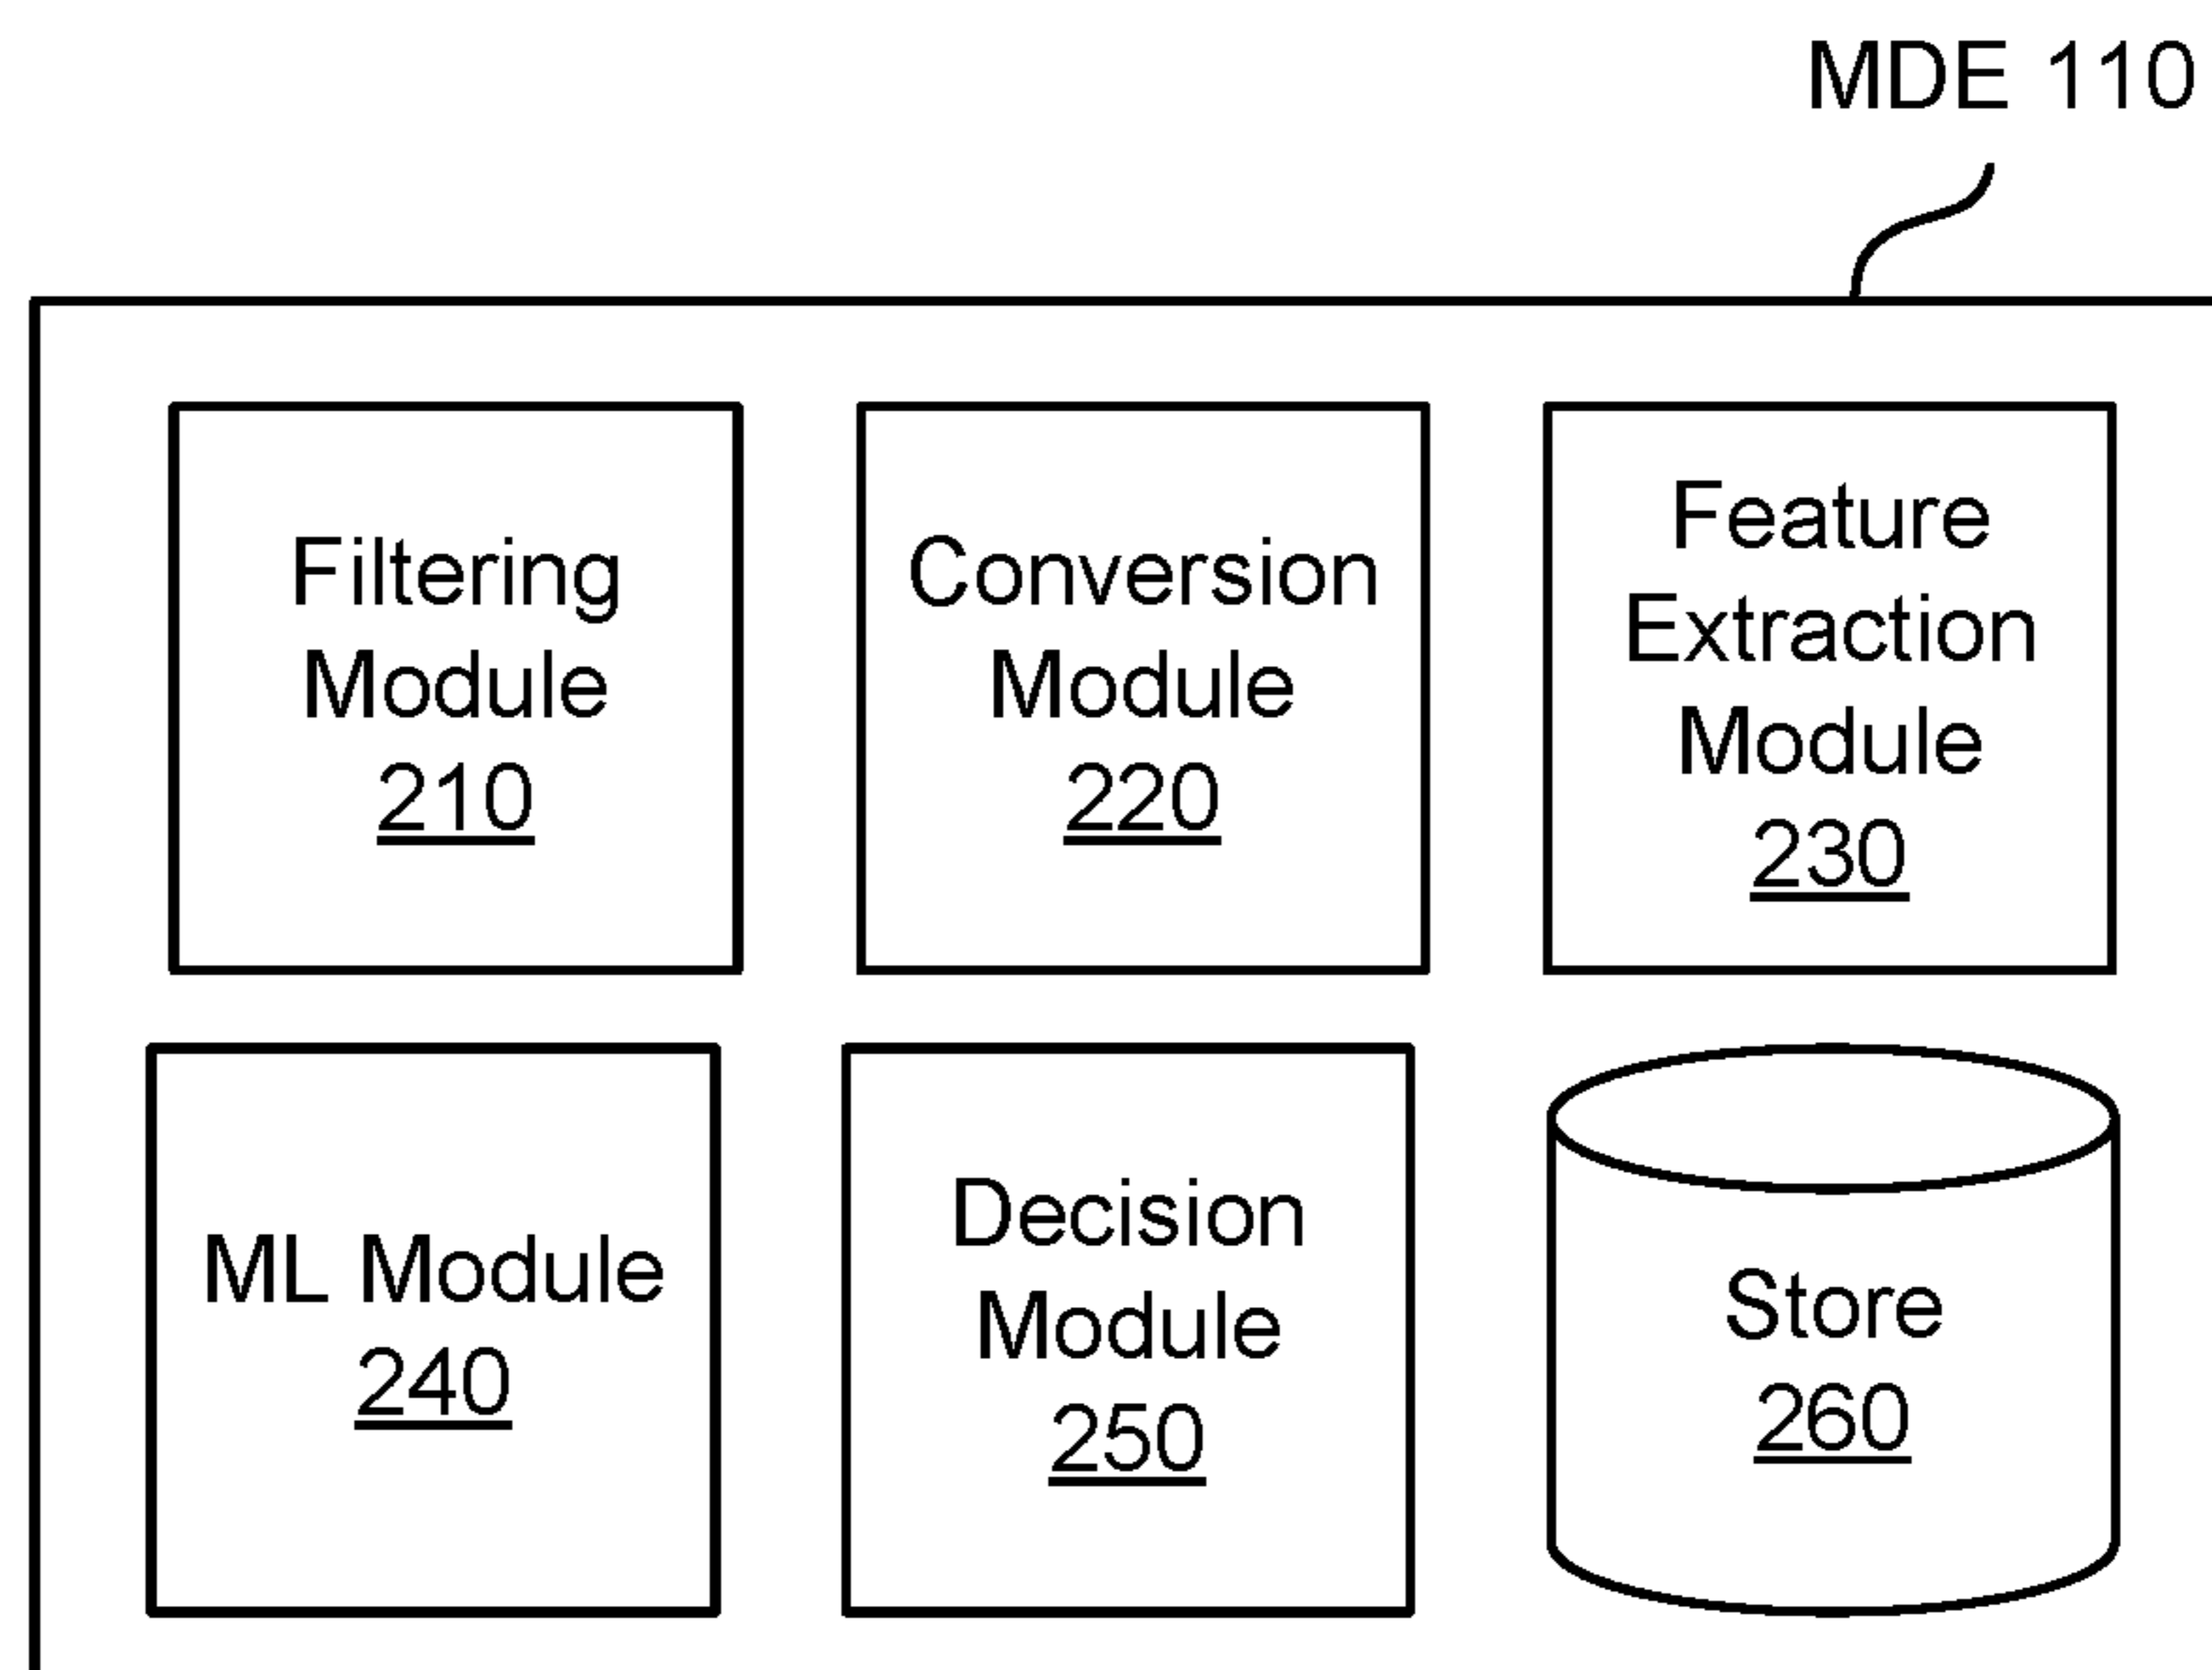 MDE 110
Filtering
Module
210
Conversion
Module
220
Feature
Extraction
Module
230
ML Module
240
Decision
Module
250
Store
260